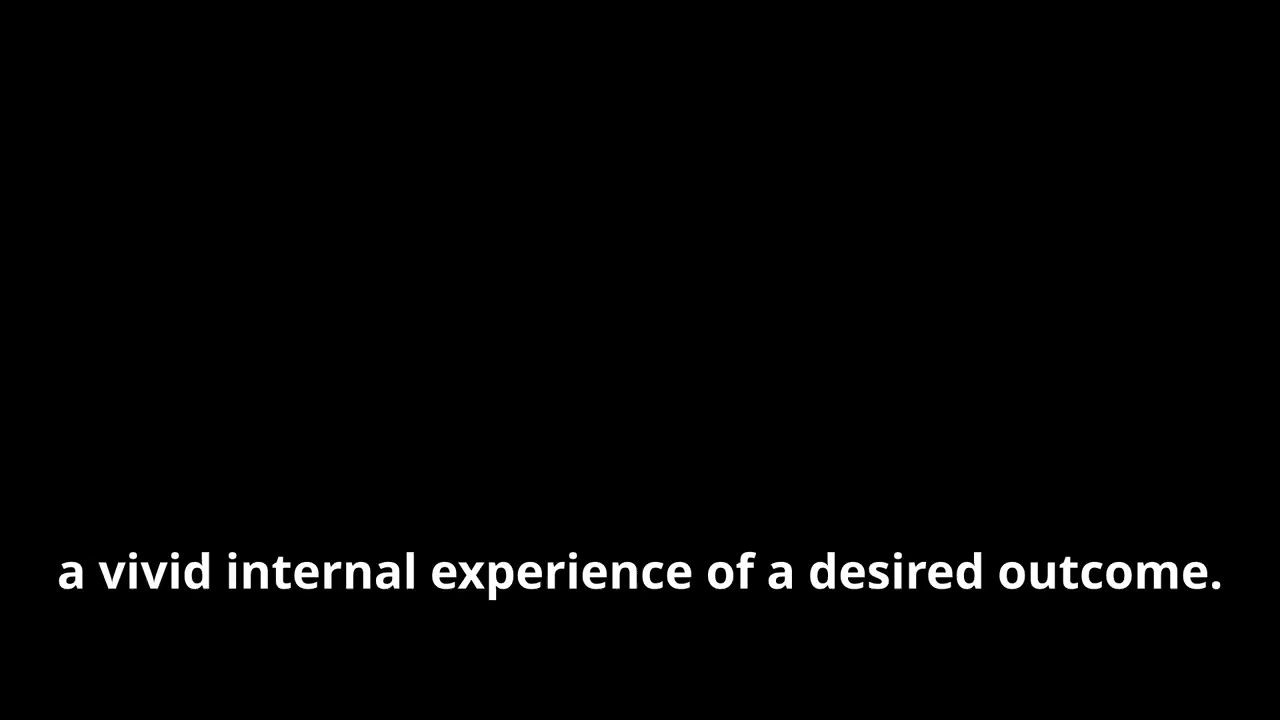 a vivid internal experience of a desired outcome.